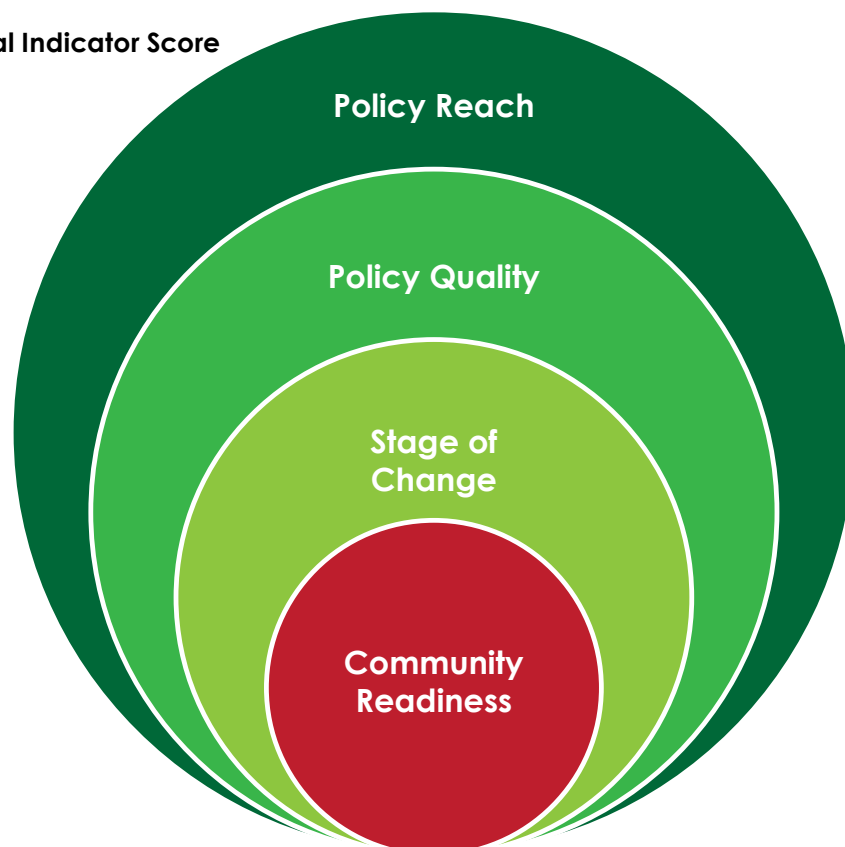 al Indicator Score
Policy Reach
Policy Quality
Stage of
Change
Community
Readiness